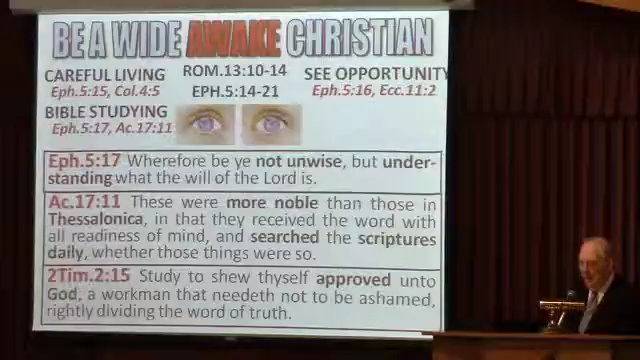 BE A WIDE AWAKE CHRISTIAN
CAREFUL LIVING ROM.13:10-14 SEE OPPORTUNITY
Eph.5:15, Col.4:5 EPH.5:14-21 Eph.5:16, Ecc.11:2
BIBLE STUDYING
Eph.5:17, Ac.17:11
Eph.5:17 Wherefore be ye not unwise, but under-
standing what the will of the Lord is.
Ac.17:11 These were more noble than those in
Thessalonica, in that they received the word with
all readiness of mind, and searched the scriptures
daily, whether those things were so.
2Tim.2:15 Study to shew thyself approved unto
God, a workman that needeth not to be ashamed,
rightly dividing the word of truth.